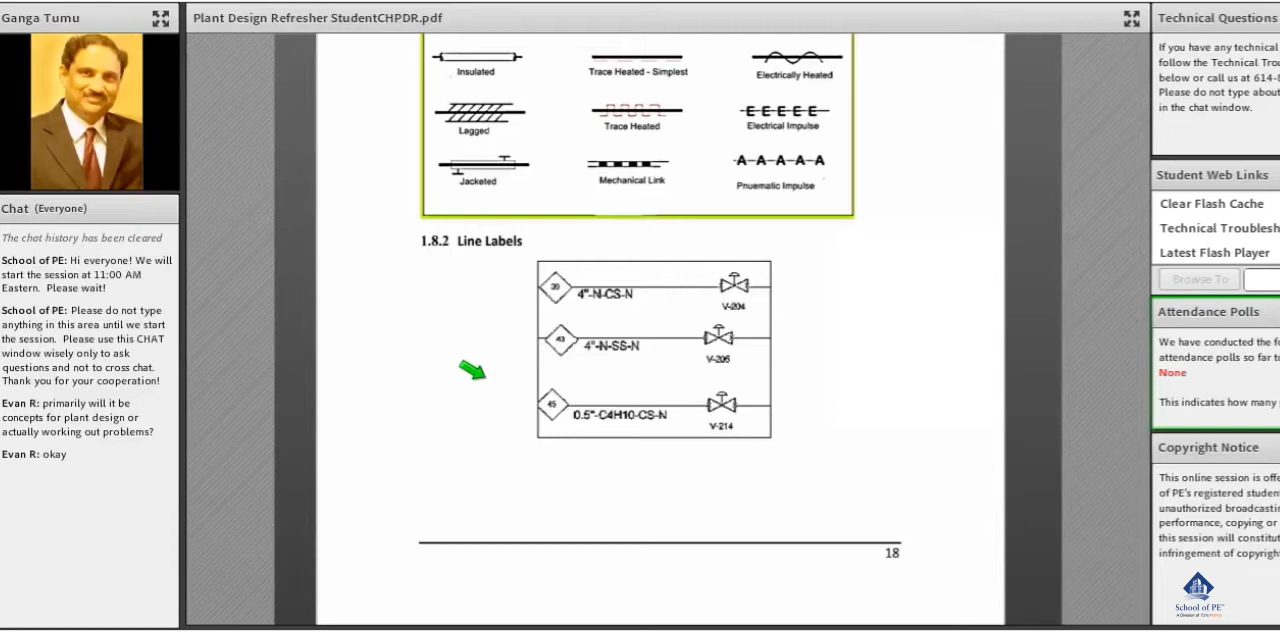 Ganga Tumu
Plant Design Refresher StudentCHPDR.pdf
Technical Questions
If you have any technical
follow the Technical Trou
below or call us at 614-8
Please do not type about
in the chat window.
Student Web Links
Clear Flash Cache
Technical Troublesh
Latest Flash Player
Browse To
Attendance Polls
We have conducted the fo
attendance polls so far to
None
This indicates how many
Copyright Notice
This online session is offe
of PE's registered student
unauthorized broadcastin
performance, copying or
this session will constitut
infringement of copyright
School of PE
Chat (Everyone)
The chat history has been cleared
School of PE: Hi everyone! We will
start the session at 11:00 AM
Eastern. Please wait!
School of PE: Please do not type
anything in this area until we start
the session. Please use this CHAT
window wisely only to ask
questions and not to cross chat.
Thank you for your cooperation!
Evan R: primarily will it be
concepts for plant design or
actually working out problems?
Evan R: okay
Insulated
Trace Heated - Simplest
Electrically Heated
Lagged
Trace Heated
E E E E E
Electrical Impulse
Jacketed
Mechanical Link
-A-A-A-A-A
Pnuematic Impulse
1.8.2 Line Labels
4"-N-CS-N
V-204
43
4"-N-SS-N
45
0.5"-C4H10-CS-N
V-214
18